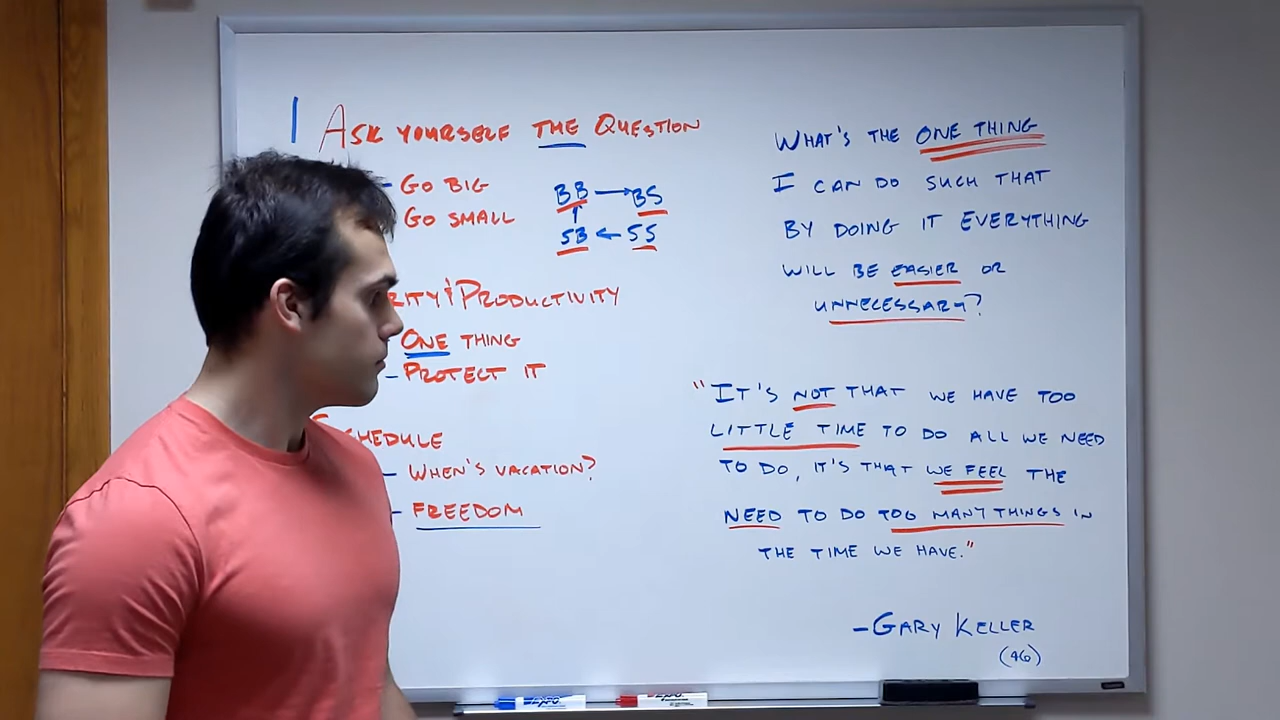 1 ASK YOURSELF THE QUESTION
- GO BIG
GO SMALL
BB → BS
SB ← SS
RITY & PRODUCTIVITY
ONE THING
- PROTECT IT
SCHEDULE
- WHEN'S VACATION?
- FREEDOM
WHAT'S THE ONE THING
I CAN DO SUCH THAT
BY DOING IT EVERYTHING
WILL BE EASIER OR
UNNECESSARY?
"IT'S NOT THAT WE HAVE TOO
LITTLE TIME TO DO ALL WE NEED
TO DO, IT'S THAT WE FEEL THE
NEED TO DO TOO MANY THINGS IN
THE TIME WE HAVE."
- GARY KELLER
(46)
EXPO
EXPO